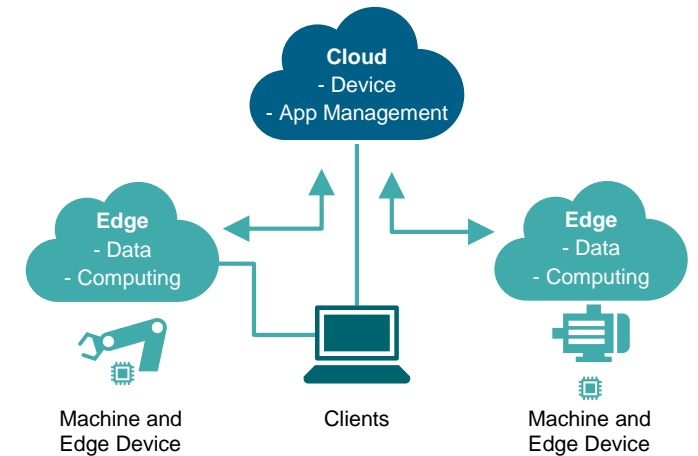 Cloud
- Device
- App Management
Edge
- Data
- Computing
Edge
- Data
- Computing
Machine and
Edge Device
Clients
Machine and
Edge Device